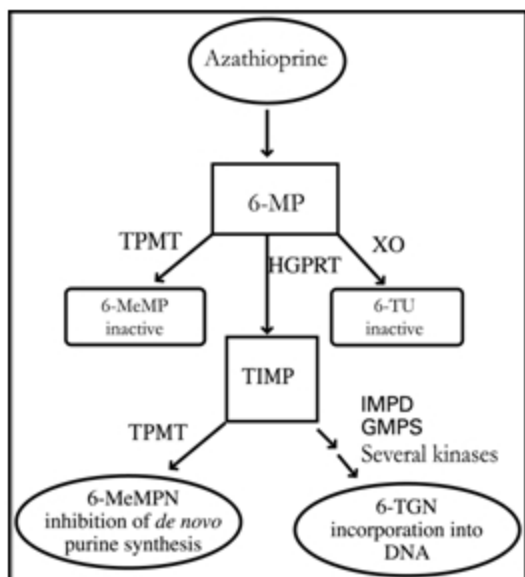 Azathioprine
6-MP
TPMT
HGPRT
XO
6-MeMP
inactive
6-TU
inactive
TIMP
TPMT
IMPD
GMPS
Several kinases
6-MeMPN
inhibition of de novo
purine synthesis
6-TGN
incorporation into
DNA